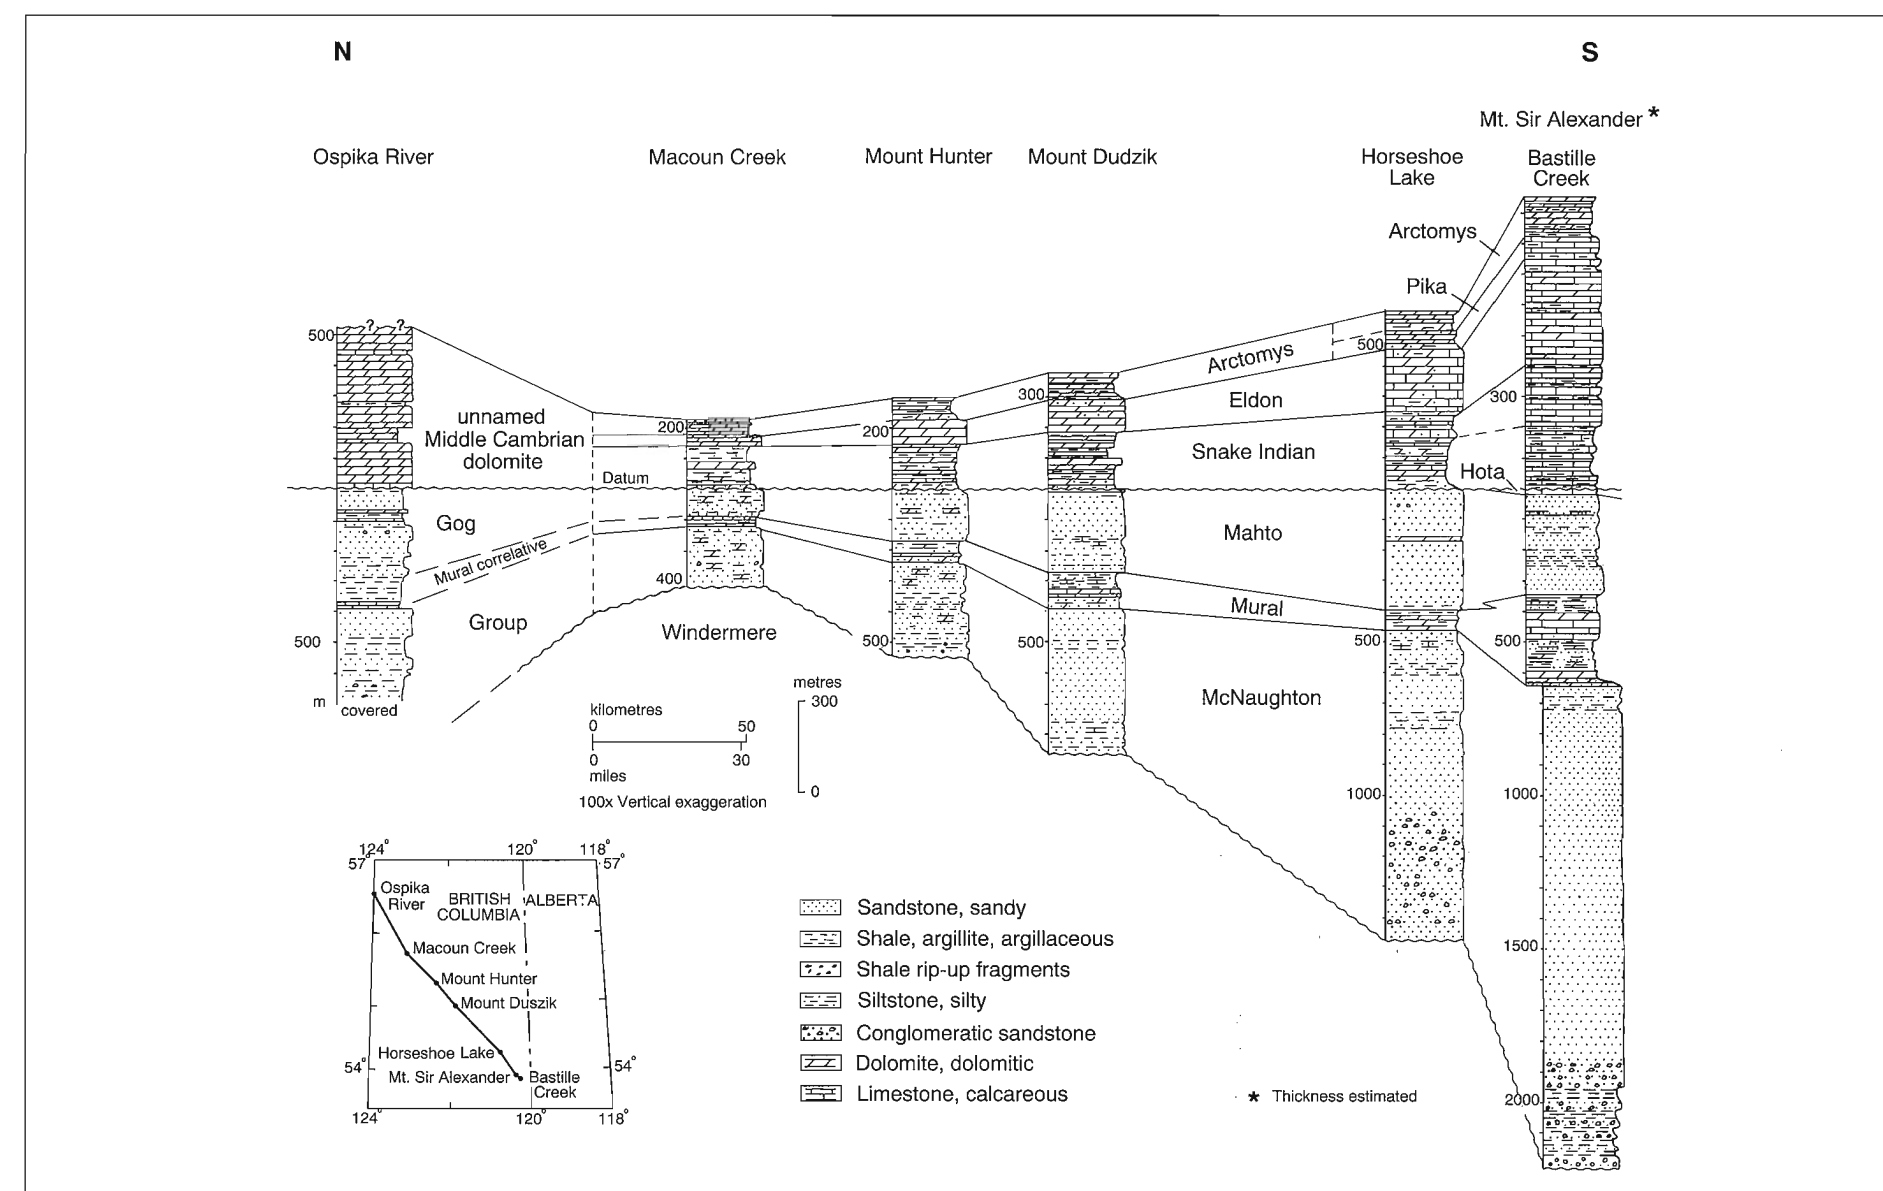 N
S
Mt. Sir Alexander *
Ospika River
Macoun Creek
Mount Hunter
Mount Dudzik
Horseshoe
Lake
Bastille
Creek
Arctomys
Pika
? ?
500
500
Arctomys
300
300
Eldon
unnamed
Middle Cambrian
dolomite
200
200
Snake Indian
Hota
Datum
Gog
Mahto
Mural correlative
400
Mural
Group
Windermere
500
500
500
500
500
m
covered
McNaughton
kilometres
0 50
0 30
miles
100x Vertical exaggeration
metres
300
0
1000
1000
1500
2000
124° 120° 118°
57° 57°
Ospika
River
BRITISH
COLUMBIA
ALBERTA
Macoun Creek
Mount Hunter
Mount Duszik
Horseshoe Lake
54° 54°
Mt. Sir Alexander
Bastille
Creek
124° 120° 118°
Sandstone, sandy
Shale, argillite, argillaceous
Shale rip-up fragments
Siltstone, silty
Conglomeratic sandstone
Dolomite, dolomitic
Limestone, calcareous
* Thickness estimated